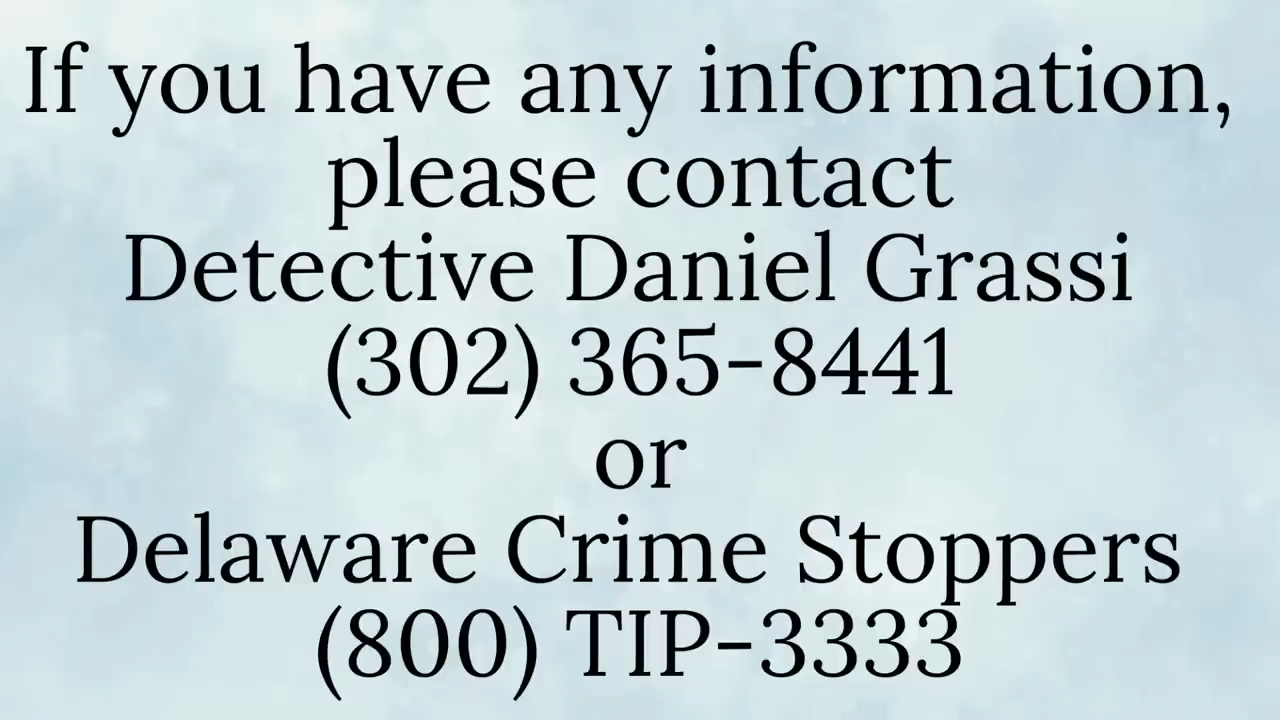 If you have any information,
please contact
Detective Daniel Grassi
(302) 365-8441
or
Delaware Crime Stoppers
(800) TIP-3333